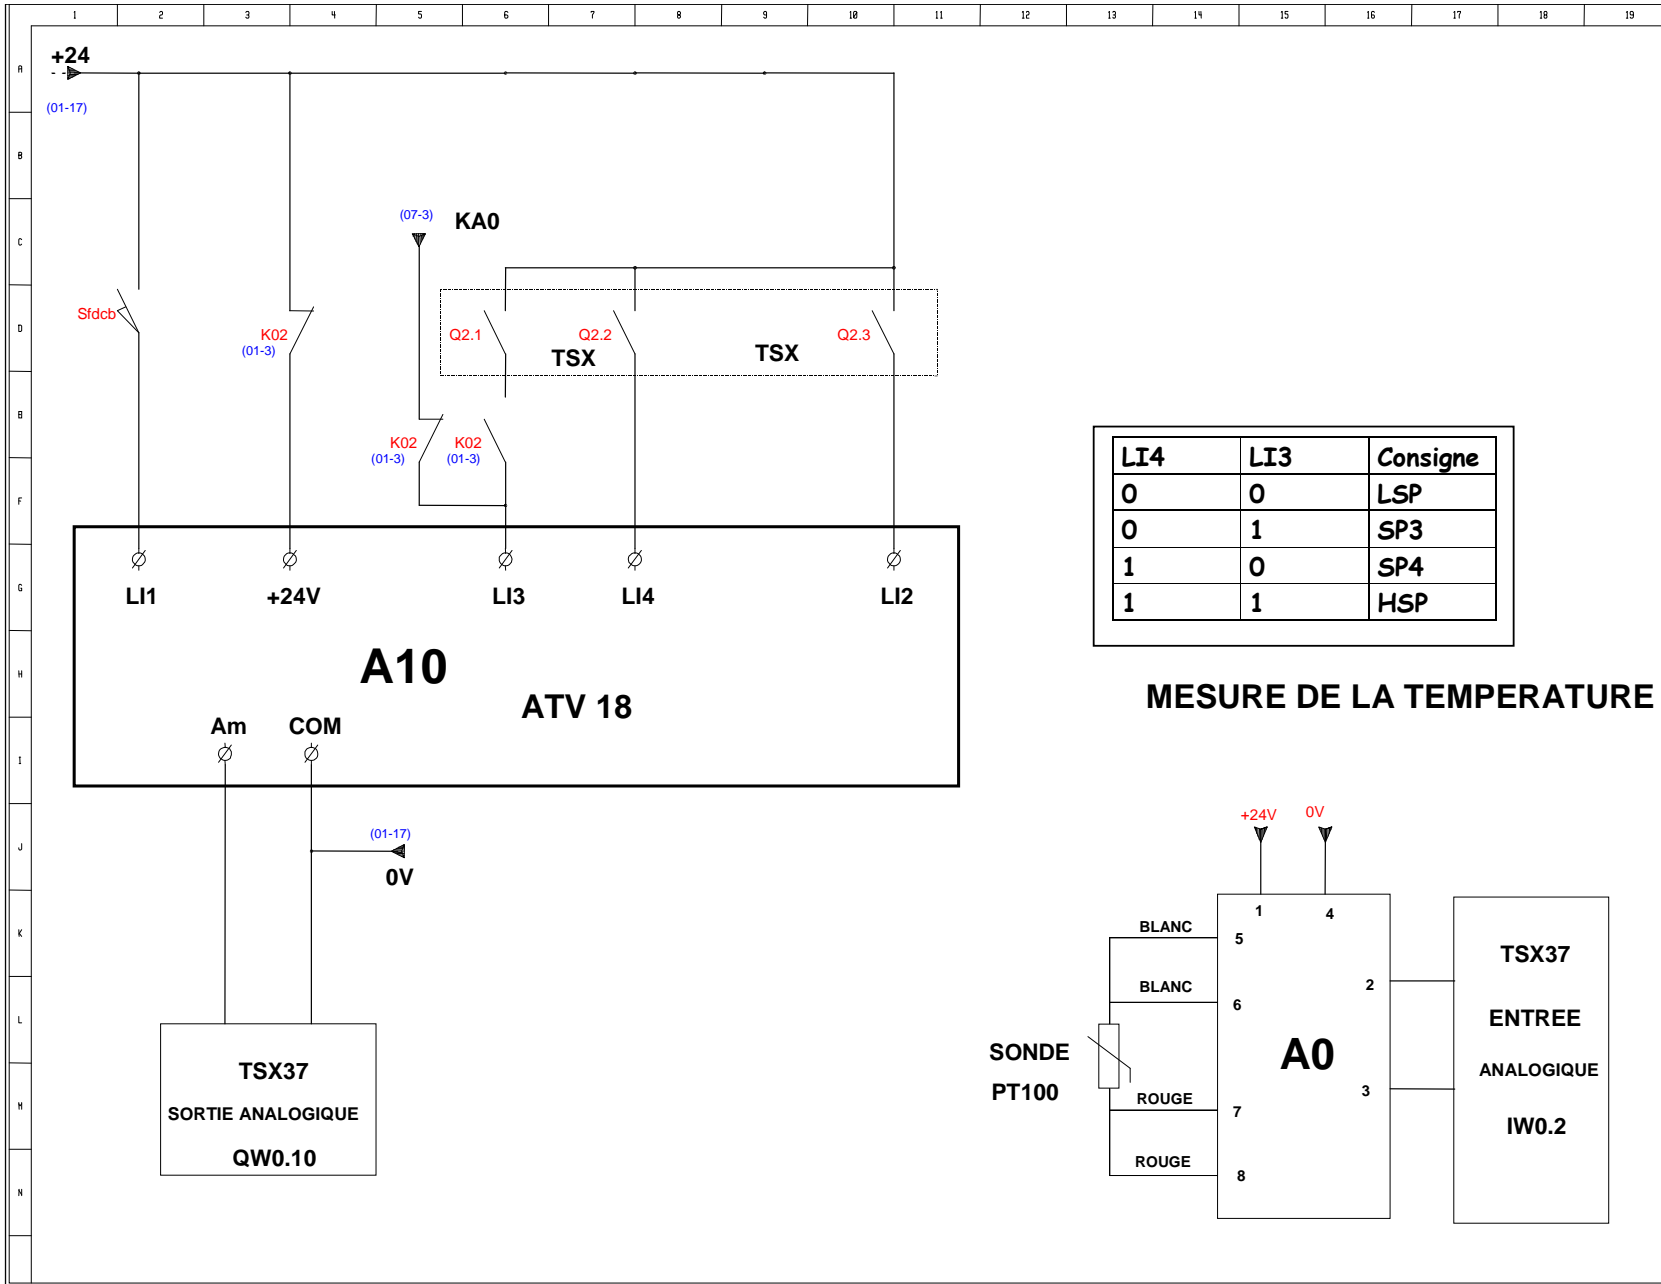 1 2 3 4 5 6 7 8 9 10 11 12 13 14 15 16 17 18 19
A
+24
(01-17)
B
C
(07-3)
KA0
D
Sfdcb
K02
(01-3)
Q2.1
Q2.2
Q2.3
TSX
TSX
E
K02
(01-3)
K02
(01-3)
F
G
LI1
+24V
LI3
LI4
LI2
LI4 LI3 Consigne
0 0 LSP
0 1 SP3
1 0 SP4
1 1 HSP
H
A10
ATV 18
MESURE DE LA TEMPERATURE
Am
COM
I
J
(01-17)
0V
+24V
0V
K
1
4
BLANC
5
TSX37
2
BLANC
6
L
ENTREE
SONDE
PT100
A0
ANALOGIQUE
3
ROUGE
7
IW0.2
ROUGE
8
TSX37
M
SORTIE ANALOGIQUE
QW0.10
N